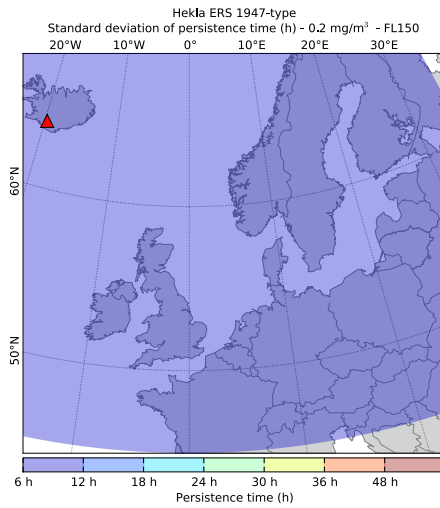 Hekla ERS 1947-type
Standard deviation of persistence time (h) - 0.2 mg/m³ - FL150
20°W 10°W 0° 10°E 20°E 30°E
60°N
50°N
6 h 12 h 18 h 24 h 30 h 36 h 48 h
Persistence time (h)